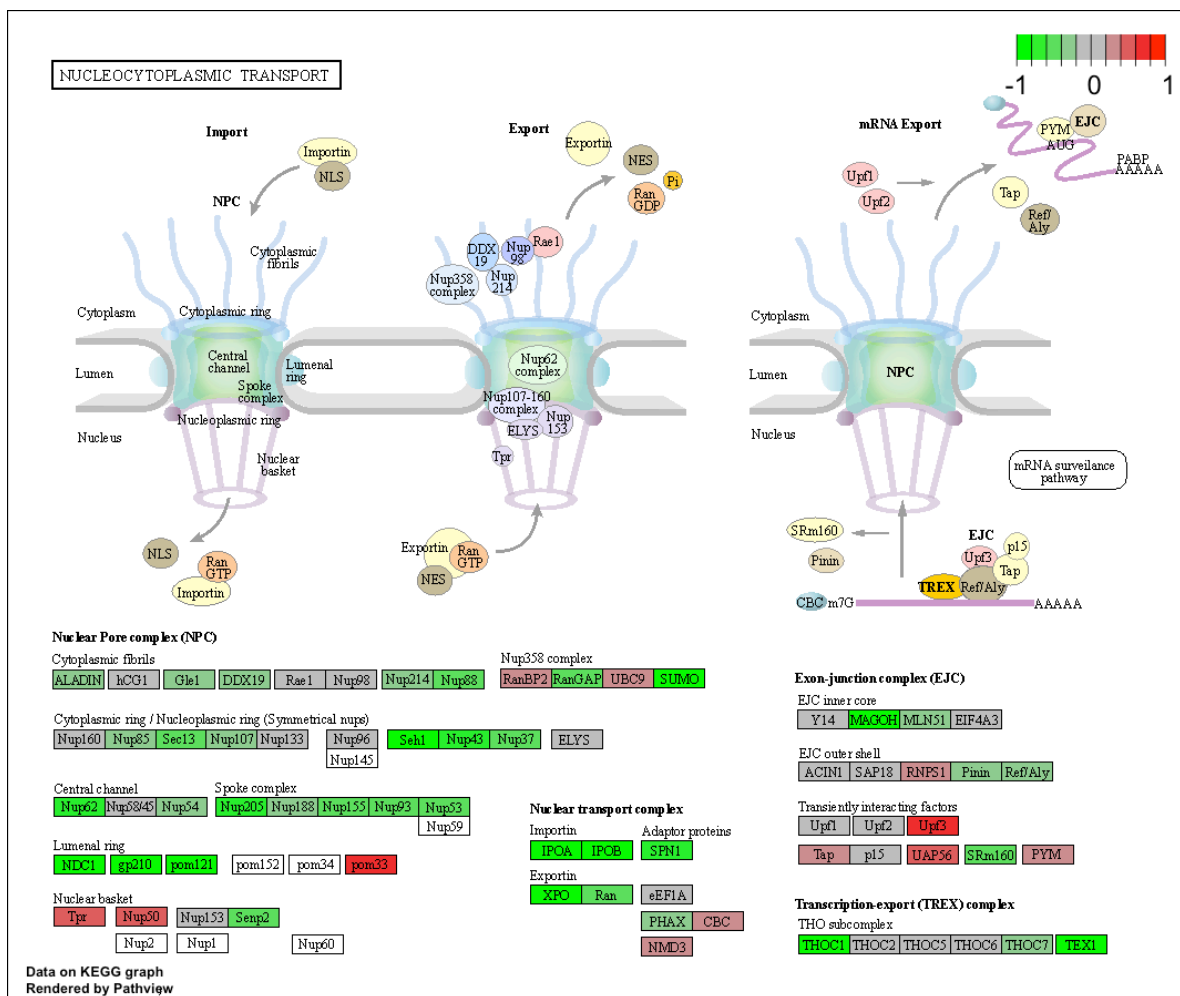 NUCLEOCYTOPLASMIC TRANSPORT
-1 0 1
Import
Importin
NLS
NPC
Cytoplasmic
fibrils
Cytoplasm
Cytoplasmic ring
Central
channel
Lumenal
ring
Lumen
Spoke
complex
Nucleoplasmic ring
Nucleus
Nuclear
basket
NLS
Ran
GTP
Importin
Export
Exportin
NES
Pi
Ran
GDP
DDX
19
Nup
98
Rae1
Nup358
complex
Nup
214
Nup62
complex
Nup107-160
complex
Nup
153
ELYS
Tpr
Exportin
Ran
GTP
NES
mRNA Export
PYM
EJC
AUG
PABP
AAAAA
Upf1
Upf2
Tap
Ref/
Aly
Cytoplasm
Lumen
NPC
Nucleus
mRNA surveilance
pathway
SRm160
Pinin
EJC
p15
Upf3
Tap
TREX
Ref/Aly
CBC m7G
AAAAA
Nuclear Pore complex (NPC)
Cytoplasmic fibrils
ALADIN hCG1 Gle1 DDX19 Rae1 Nup98 Nup214 Nup88
Nup358 complex
RanBP2 RanGAP UBC9 SUMO
Cytoplasmic ring / Nucleoplasmic ring (Symmetrical nups)
Nup160 Nup85 Sec13 Nup107 Nup133 Nup96 Seh1 Nup43 Nup37 ELYS
Nup145
Central channel
Nup62 Nup58/45 Nup54
Spoke complex
Nup205 Nup188 Nup155 Nup93 Nup53
Nup59
Lumenal ring
NDC1 gp210 pom121 pom152 pom34 pom33
Nuclear basket
Tpr Nup50 Nup153 Senp2
Nup2 Nup1 Nup60
Nuclear transport complex
Importin
IPOA IPOB
Adaptor proteins
SPN1
Exportin
XPO Ran eEF1A
PHAX CBC
NMD3
Exon-junction complex (EJC)
EJC inner core
Y14 MAGOH MLN51 EIF4A3
EJC outer shell
ACIN1 SAP18 RNPS1 Pinin Ref/Aly
Transiently interacting factors
Upf1 Upf2 Upf3
Tap p15 UAP56 SRm160 PYM
Transcription-export (TREX) complex
THO subcomplex
THOC1 THOC2 THOC5 THOC6 THOC7 TEX1
Data on KEGG graph
Rendered by Pathview